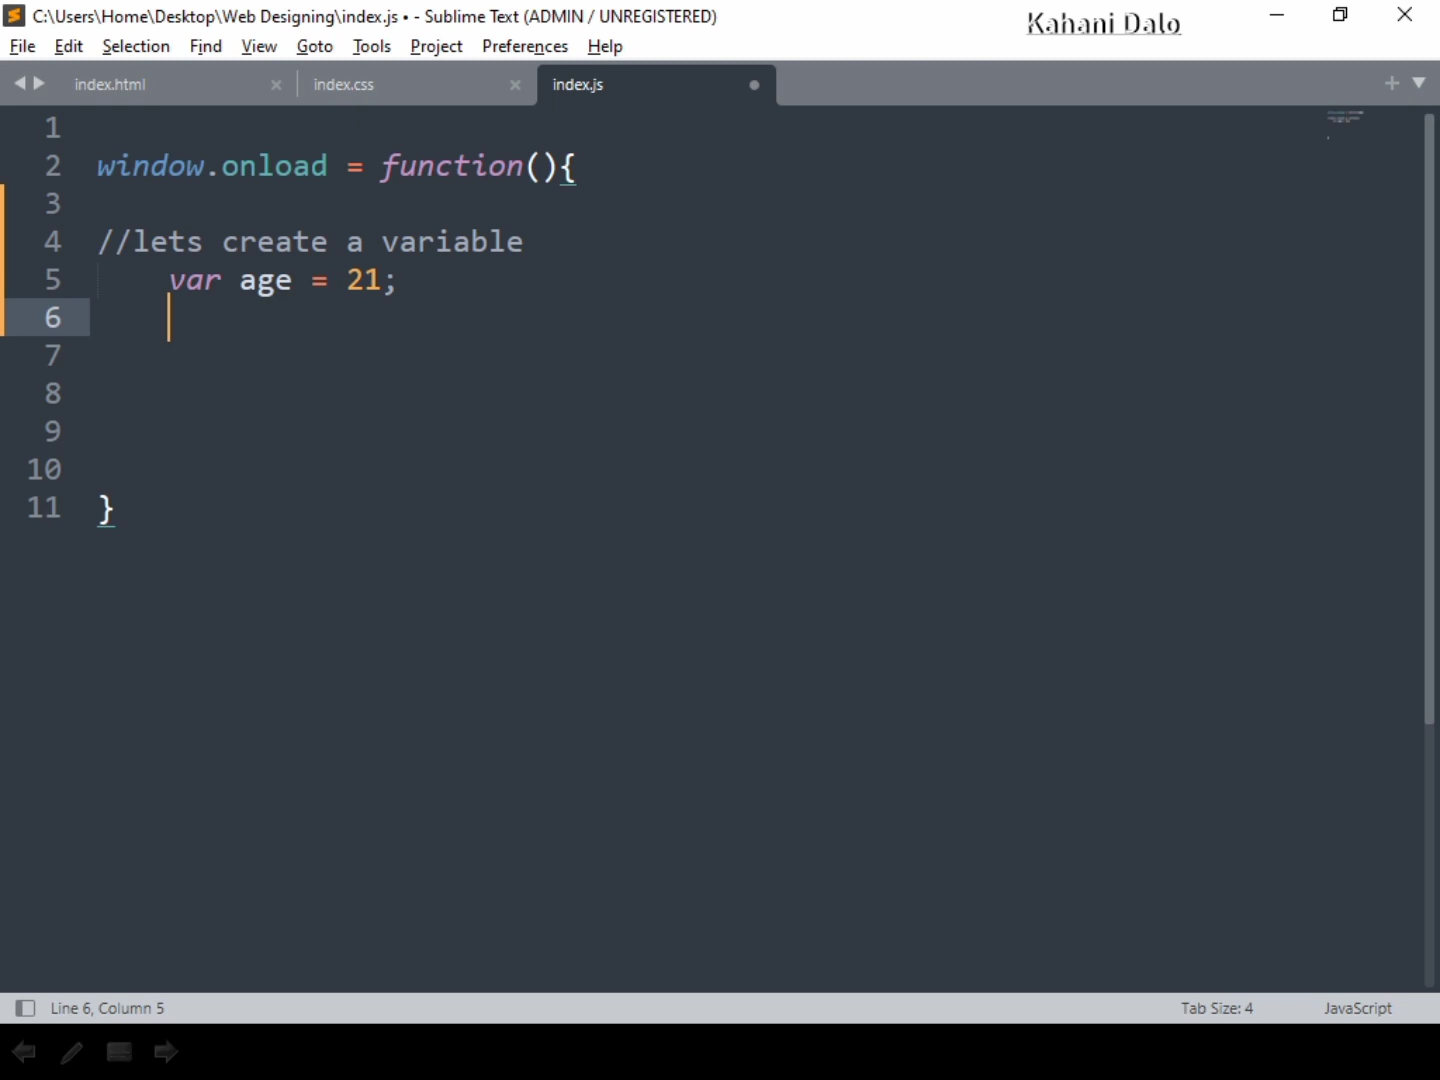 C:\Users\Home\Desktop\Web Designing\index.js • - Sublime Text (ADMIN / UNREGISTERED)
Kahani Dalo
File Edit Selection Find View Goto Tools Project Preferences Help
index.html index.css index.js
1
2 window.onload = function(){
3
4 //lets create a variable
5 var age = 21;
6
7
8
9
10
11 }
Line 6, Column 5 Tab Size: 4 JavaScript